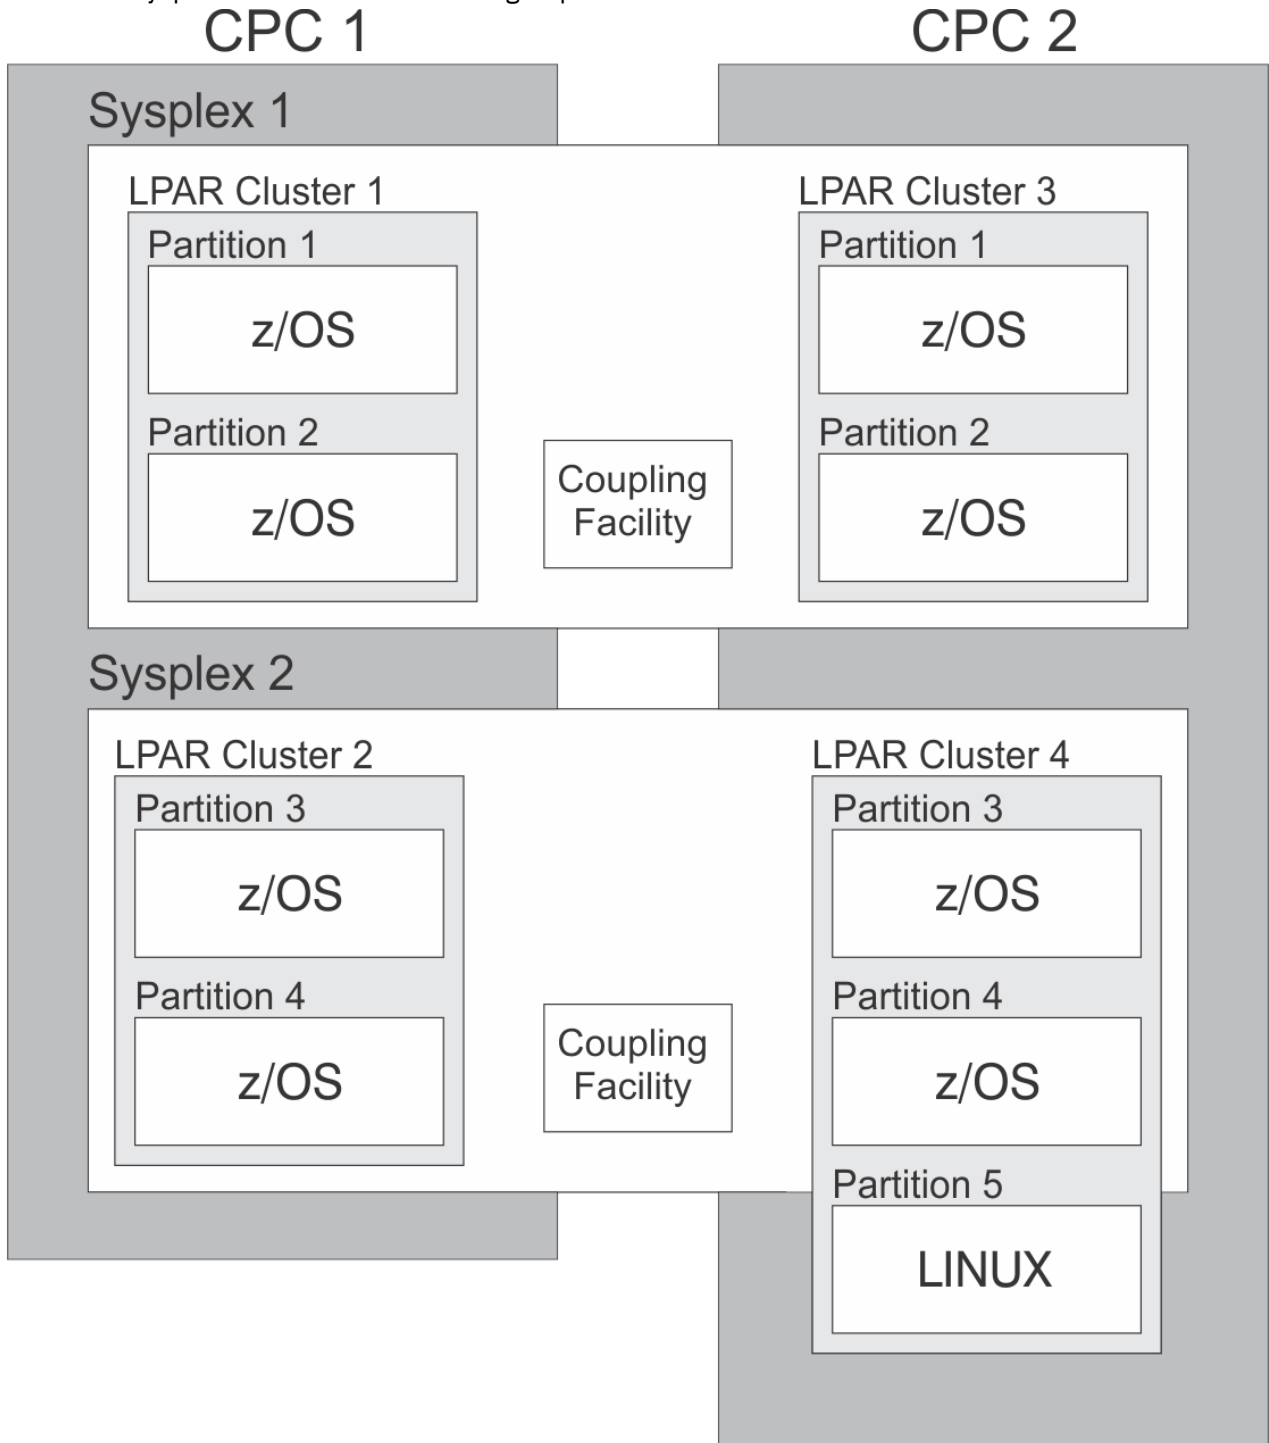 CPC 1
CPC 2
Sysplex 1
LPAR Cluster 1
Partition 1
z/OS
Partition 2
z/OS
Coupling
Facility
LPAR Cluster 3
Partition 1
z/OS
Partition 2
z/OS
Sysplex 2
LPAR Cluster 2
Partition 3
z/OS
Partition 4
z/OS
Coupling
Facility
LPAR Cluster 4
Partition 3
z/OS
Partition 4
z/OS
Partition 5
LINUX